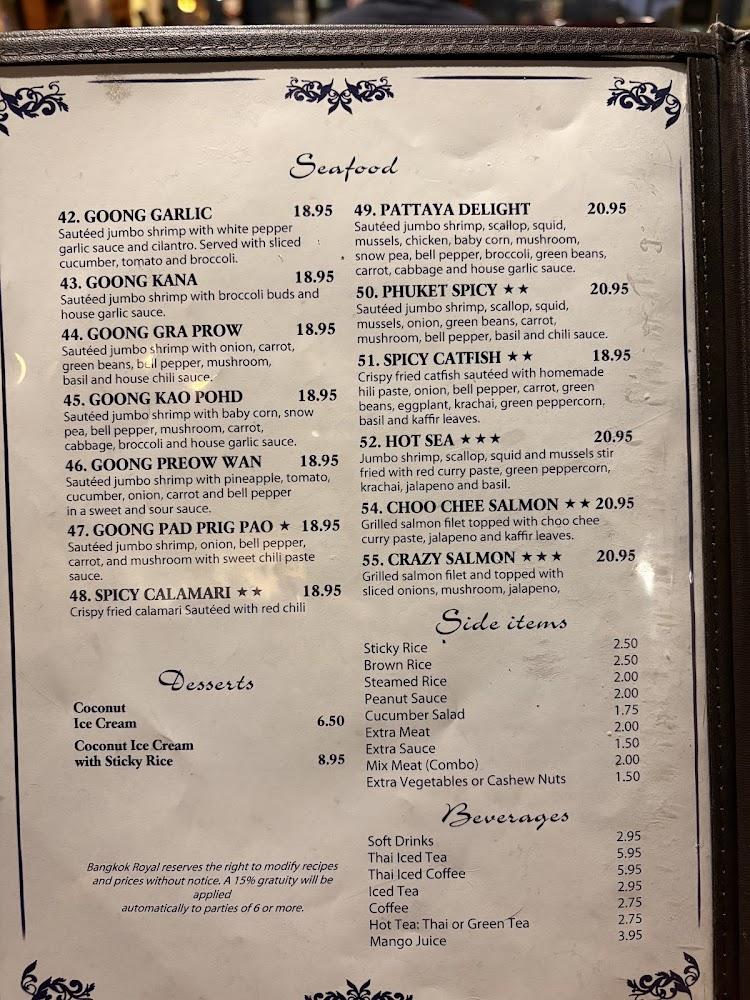 Seafood
42. GOONG GARLIC 18.95
Sautéed jumbo shrimp with white pepper
garlic sauce and cilantro. Served with sliced
cucumber, tomato and broccoli.
43. GOONG KANA 18.95
Sautéed jumbo shrimp with broccoli buds and
house garlic sauce.
44. GOONG GRA PROW 18.95
Sautéed jumbo shrimp with onion, carrot,
green beans, bell pepper, mushroom,
basil and house chili sauce.
45. GOONG KAO POHD 18.95
Sautéed jumbo shrimp with baby corn, snow
pea, bell pepper, mushroom, carrot,
cabbage, broccoli and house garlic sauce.
46. GOONG PREOW WAN 18.95
Sautéed jumbo shrimp with pineapple, tomato,
cucumber, onion, carrot and bell pepper
in a sweet and sour sauce.
47. GOONG PAD PRIG PAO ★ 18.95
Sautéed jumbo shrimp, onion, bell pepper,
carrot, and mushroom with sweet chili paste
sauce.
48. SPICY CALAMARI ★★ 18.95
Crispy fried calamari Sautéed with red chili
49. PATTAYA DELIGHT 20.95
Sautéed jumbo shrimp, scallop, squid,
mussels, chicken, baby corn, mushroom,
snow pea, bell pepper, broccoli, green beans,
carrot, cabbage and house garlic sauce.
50. PHUKET SPICY ★★ 20.95
Sautéed jumbo shrimp, scallop, squid,
mussels, onion, green beans, carrot,
mushroom, bell pepper, basil and chili sauce.
51. SPICY CATFISH ★★ 18.95
Crispy fried catfish sautéed with homemade
hili paste, onion, bell pepper, carrot, green
beans, eggplant, krachai, green peppercorn,
basil and kaffir leaves.
52. HOT SEA ★★★ 20.95
Jumbo shrimp, scallop, squid and mussels stir
fried with red curry paste, green peppercorn,
krachai, jalapeno and basil.
54. CHOO CHEE SALMON ★★ 20.95
Grilled salmon filet topped with choo chee
curry paste, jalapeno and kaffir leaves.
55. CRAZY SALMON ★★★ 20.95
Grilled salmon filet and topped with
sliced onions, mushroom, jalapeno,
Desserts
Coconut
Ice Cream 6.50
Coconut Ice Cream
with Sticky Rice 8.95
Side items
Sticky Rice 2.50
Brown Rice 2.50
Steamed Rice 2.00
Peanut Sauce 2.00
Cucumber Salad 1.75
Extra Meat 2.00
Extra Sauce 1.50
Mix Meat (Combo) 2.00
Extra Vegetables or Cashew Nuts 1.50
Beverages
Soft Drinks 2.95
Thai Iced Tea 5.95
Thai Iced Coffee 5.95
Iced Tea 2.95
Coffee 2.75
Hot Tea: Thai or Green Tea 2.75
Mango Juice 3.95
Bangkok Royal reserves the right to modify recipes
and prices without notice. A 15% gratuity will be
applied
automatically to parties of 6 or more.